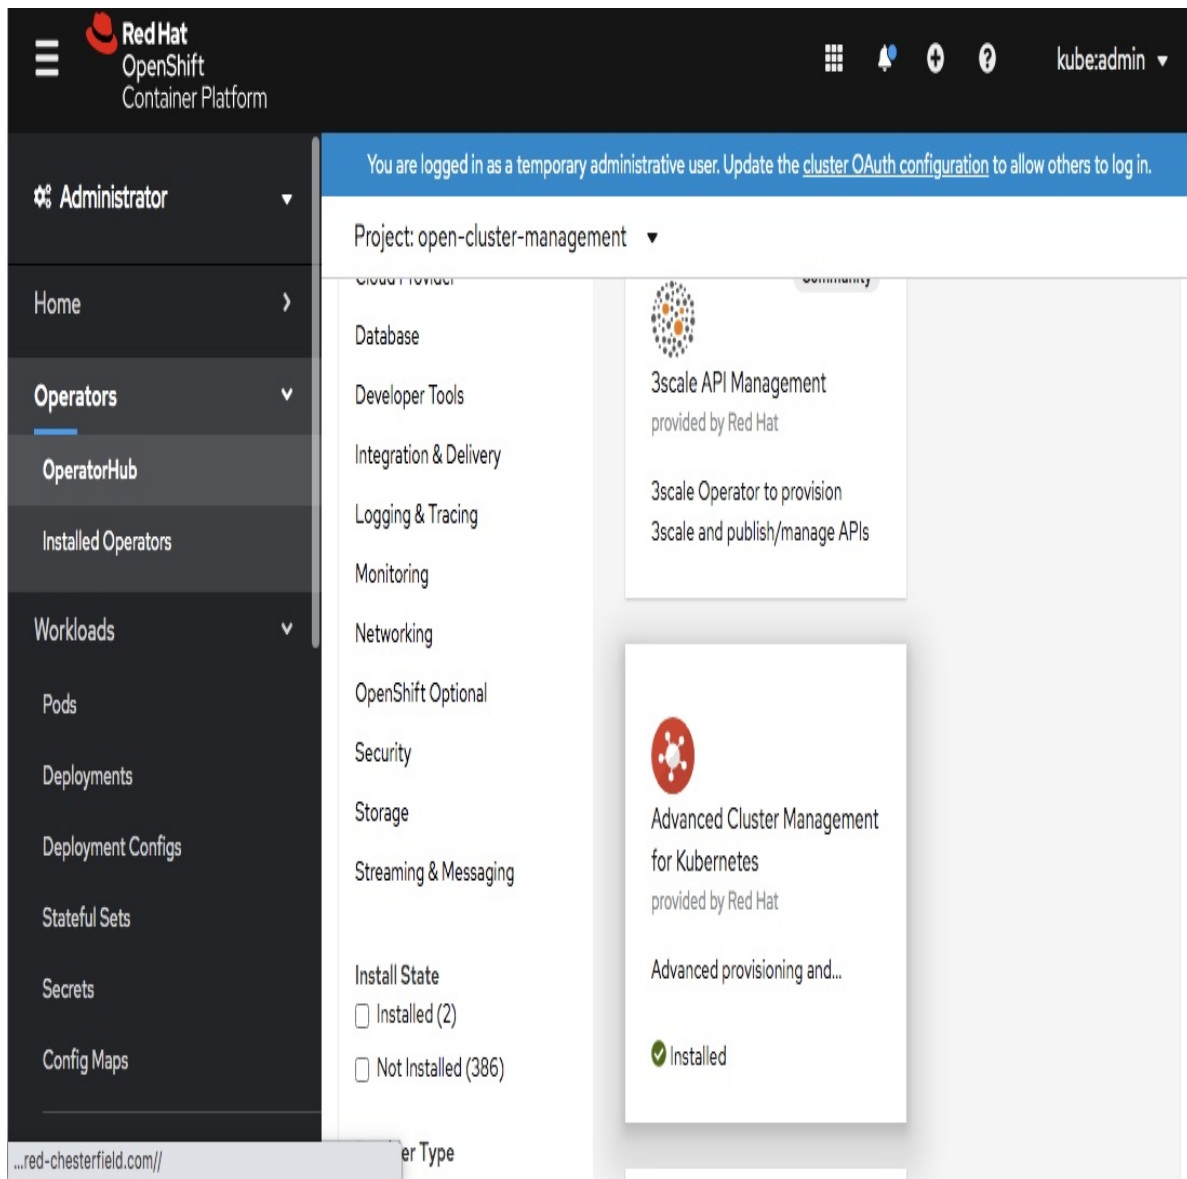 Red Hat
OpenShift
Container Platform
kube:admin
You are logged in as a temporary administrative user. Update the cluster OAuth configuration to allow others to log in.
Administrator
Project: open-cluster-management
Home
Operators
OperatorHub
Installed Operators
Workloads
Pods
Deployments
Deployment Configs
Stateful Sets
Secrets
Config Maps
...red-chesterfield.com//
Cloud Provider
Database
Developer Tools
Integration & Delivery
Logging & Tracing
Monitoring
Networking
OpenShift Optional
Security
Storage
Streaming & Messaging
Install State
Installed (2)
Not Installed (386)
er Type
Community
3scale API Management
provided by Red Hat
3scale Operator to provision
3scale and publish/manage APIs
Advanced Cluster Management
for Kubernetes
provided by Red Hat
Advanced provisioning and...
Installed